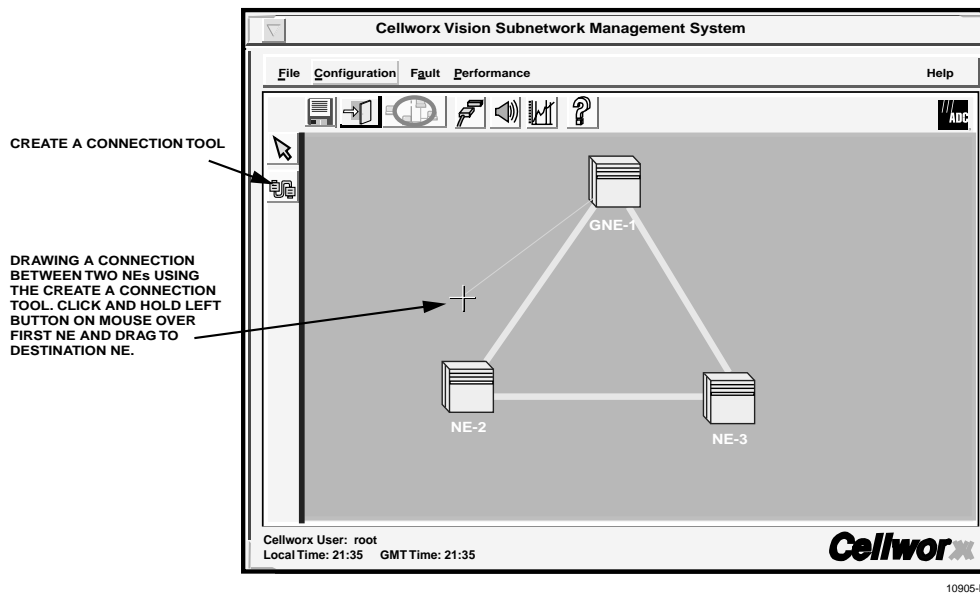 Cellworx Vision Subnetwork Management System
File Configuration Fault Performance Help
ADC
CREATE A CONNECTION TOOL
GNE-1
DRAWING A CONNECTION
BETWEEN TWO NEs USING
THE CREATE A CONNECTION
TOOL. CLICK AND HOLD LEFT
BUTTON ON MOUSE OVER
FIRST NE AND DRAG TO
DESTINATION NE.
NE-2
NE-3
Cellworx User: root
Local Time: 21:35 GMT Time: 21:35
Cellworx